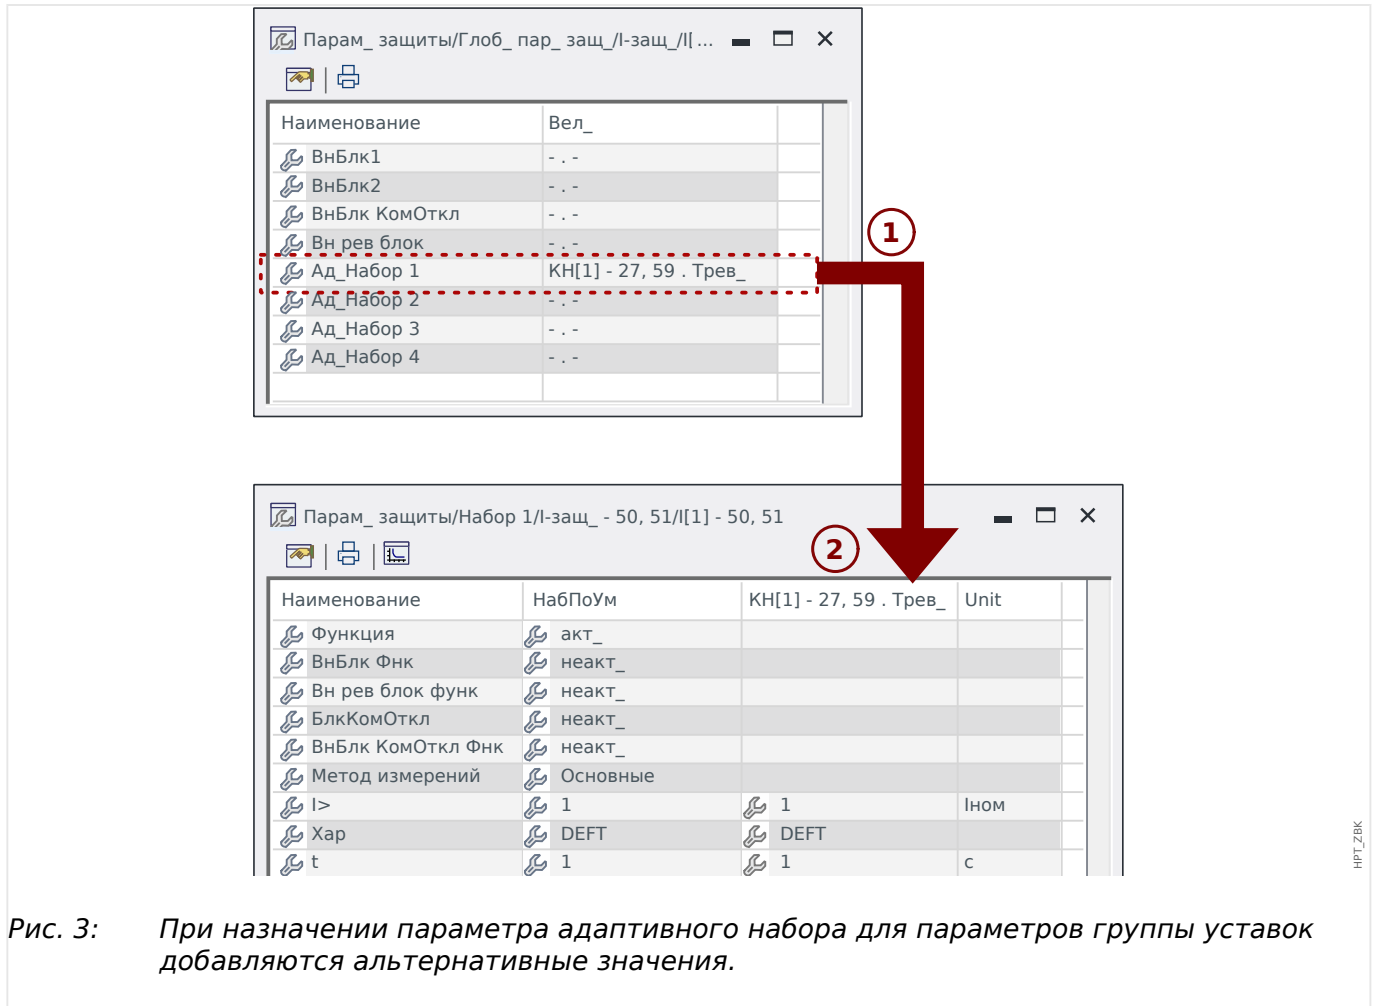 Парам_ защиты/Глоб_ пар_ защ_/I-защ_/I[ ...
Наименование Вел_
ВнБлк1 - . -
ВнБлк2 - . -
ВнБлк КомОткл - . -
Вн рев блок - . -
1
Ад_Набор 1 КН[1] - 27, 59 . Трев_
Ад_Набор 2 - . -
Ад_Набор 3 - . -
Ад_Набор 4 - . -
Парам_ защиты/Набор 1/I-защ_ - 50, 51/I[1] - 50, 51
2
Наименование НабПоУм КН[1] - 27, 59 . Трев_ Unit
Функция акт_
ВнБлк Фнк неакт_
Вн рев блок функ неакт_
БлкКомОткл неакт_
ВнБлк КомОткл Фнк неакт_
Метод измерений Основные
I> 1 1 Iном
Хар DEFT DEFT
t 1 1 с
HPT_ZBK
Рис. 3: При назначении параметра адаптивного набора для параметров группы уставок
добавляются альтернативные значения.